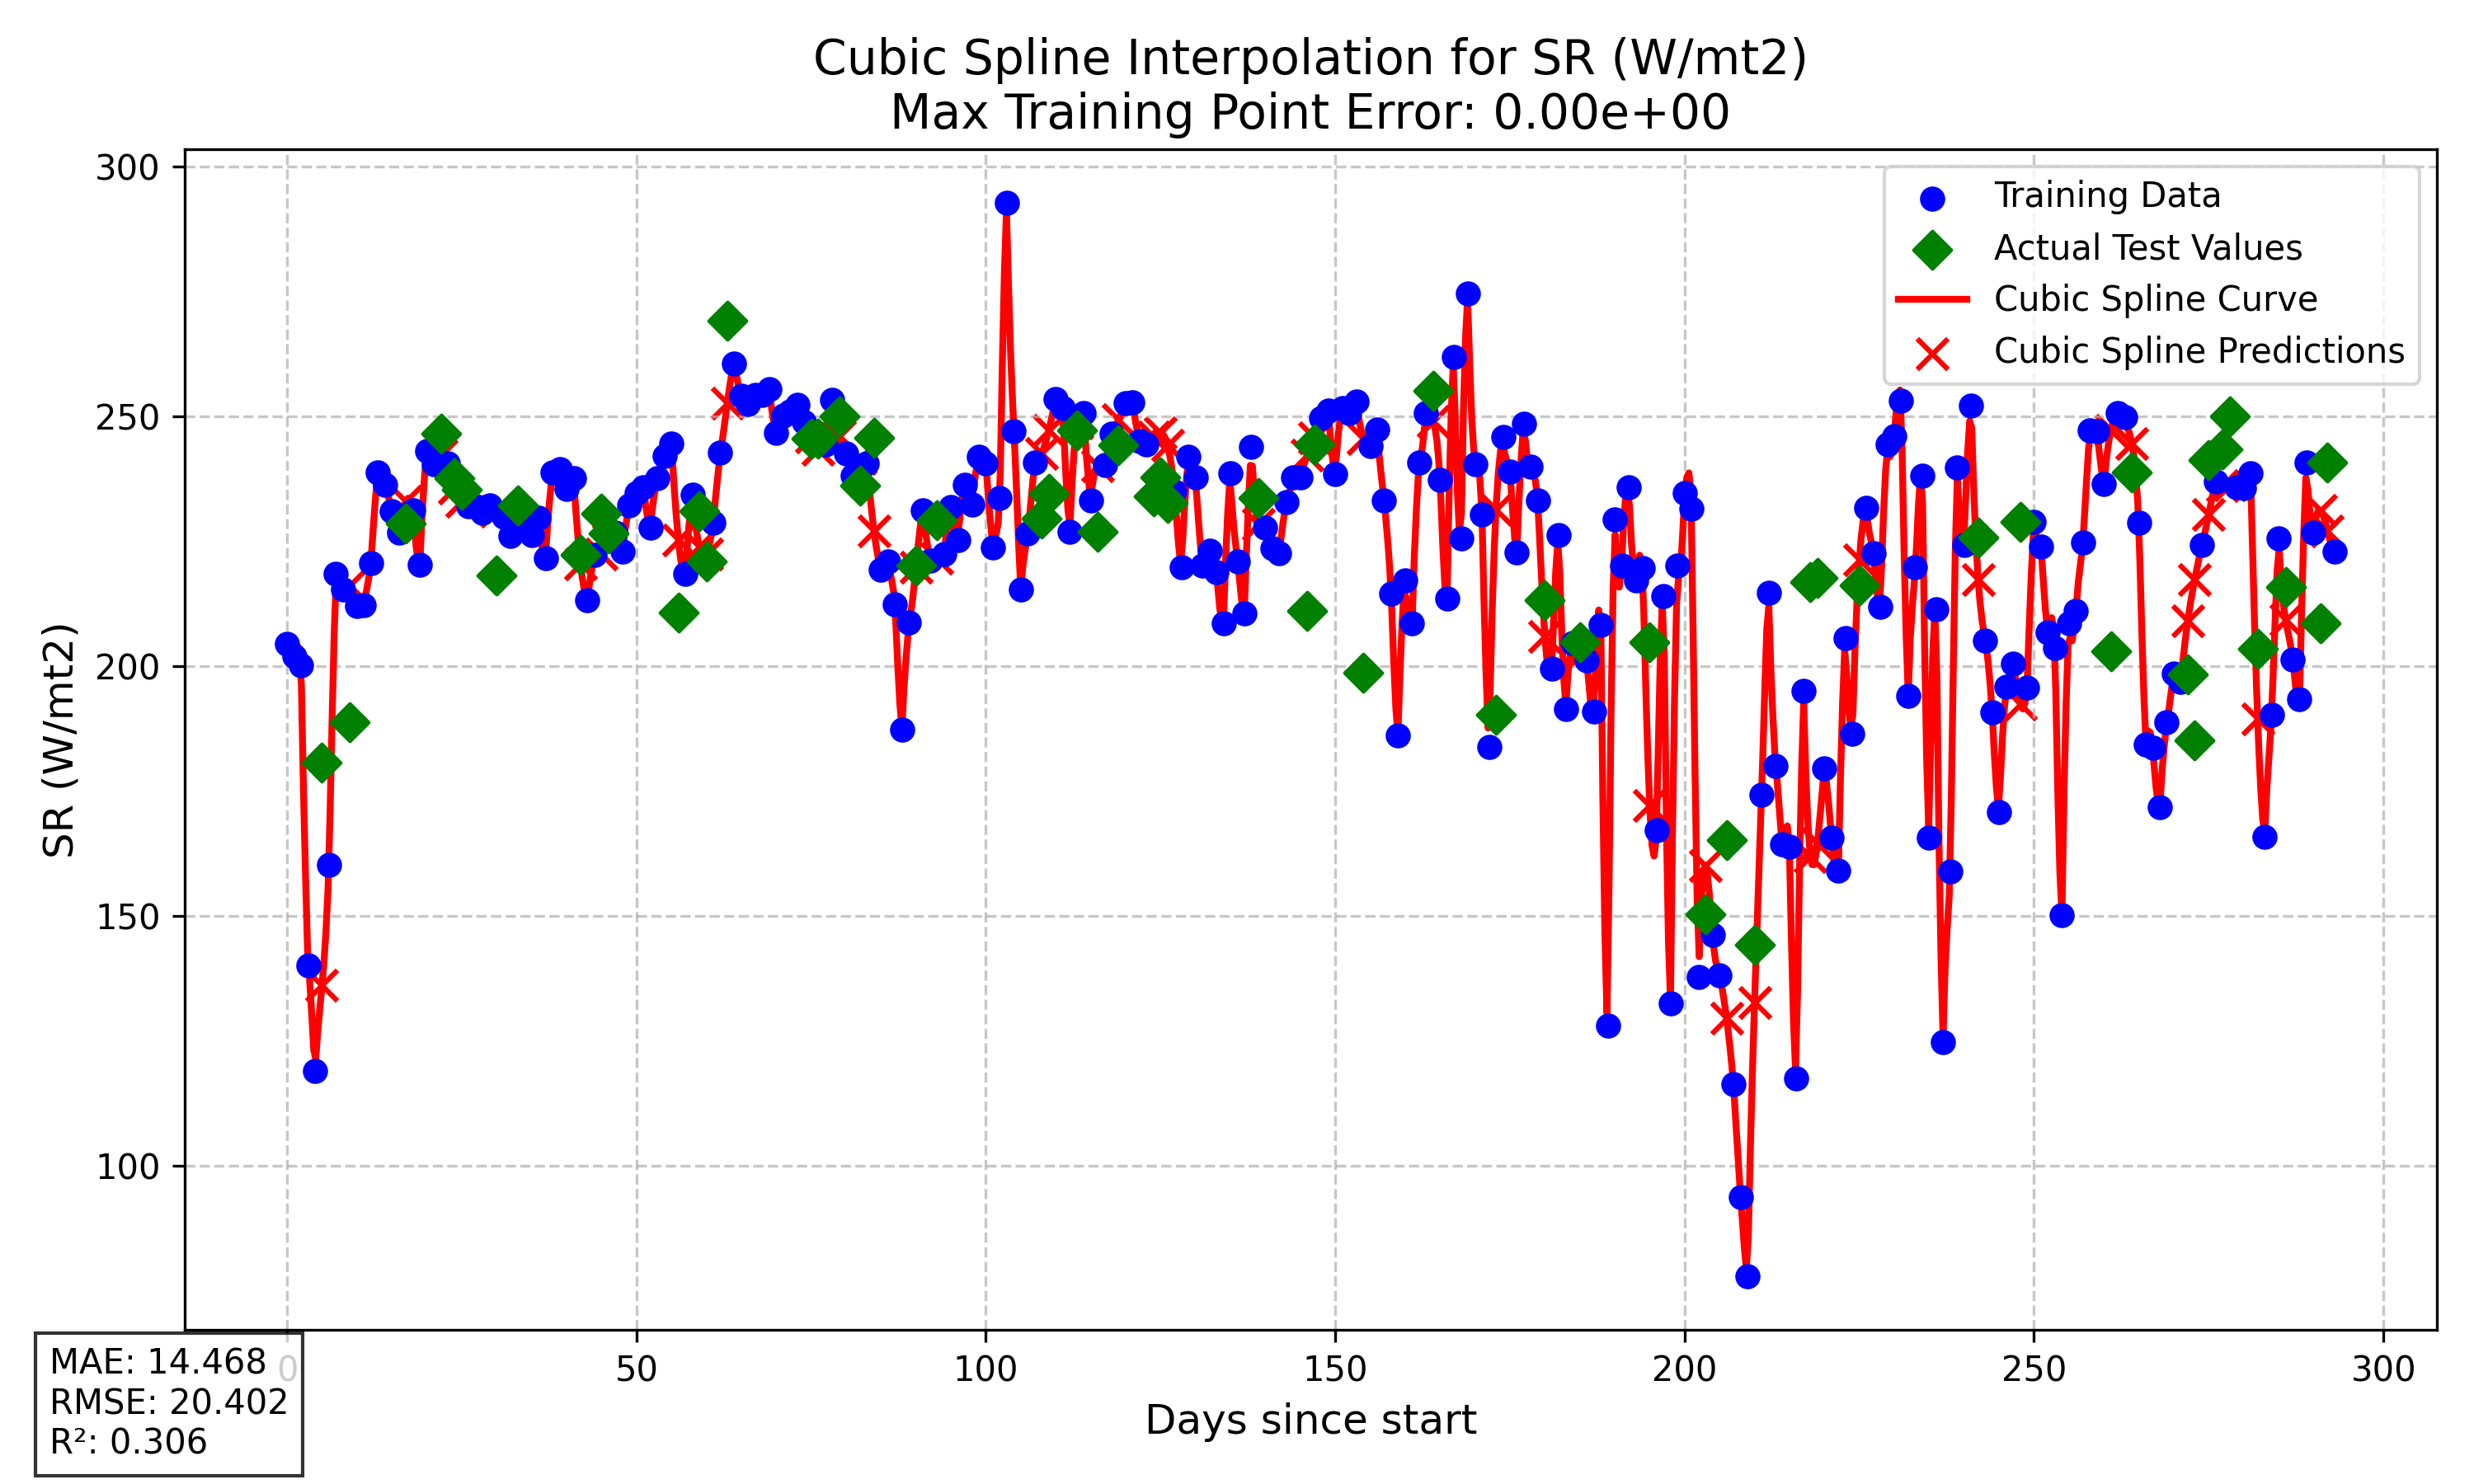 Cubic Spline Interpolation for SR (W/mt2)
Max Training Point Error: 0.00e+00
Training Data
Actual Test Values
Cubic Spline Curve
Cubic Spline Predictions
300
250
200
150
100
SR (W/mt2)
0
50
100
150
200
250
300
Days since start
MAE: 14.468
RMSE: 20.402
R²: 0.306